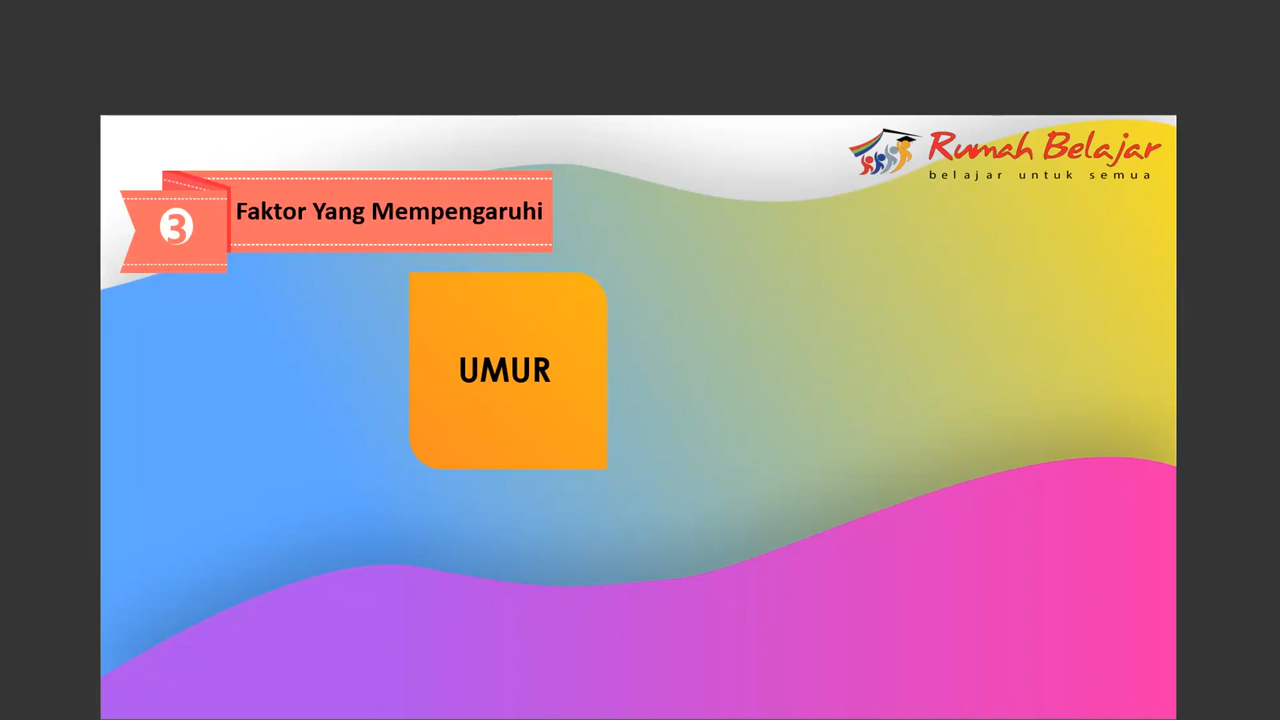 Rumah Belajar
belajar untuk semua
3
Faktor Yang Mempengaruhi
UMUR